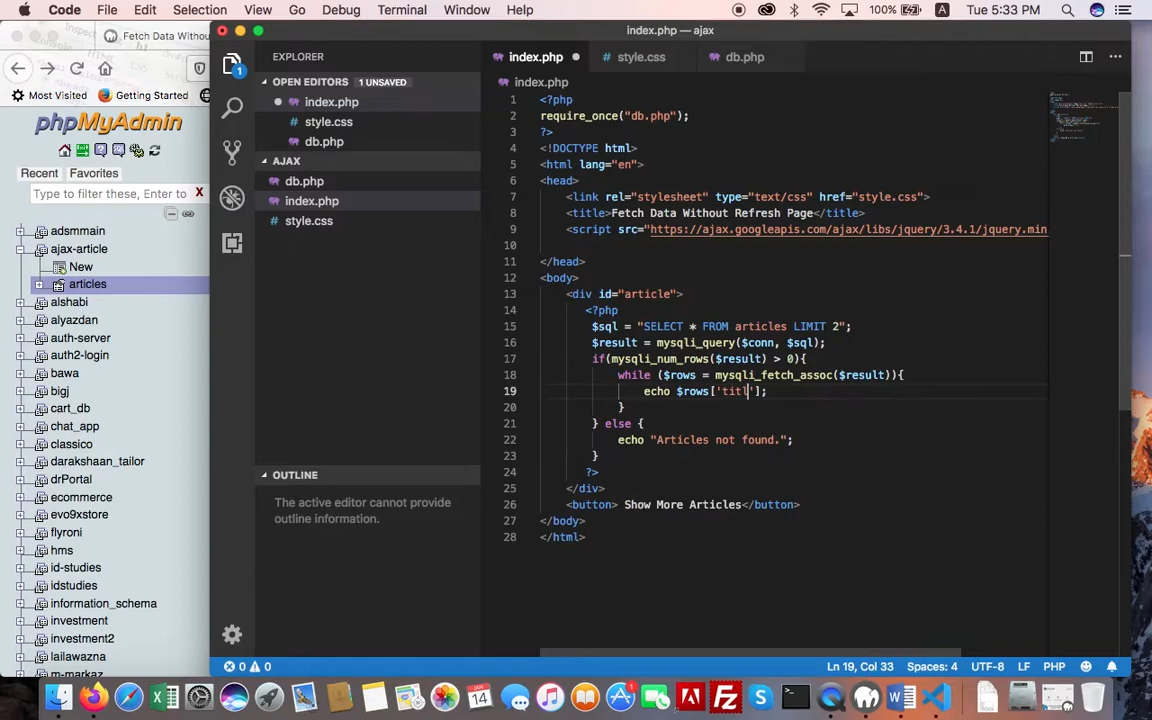 Code File Edit Selection View Go Debug Terminal Window Help 100% A Tue 5:33 PM
index.php — ajax
Fetch Data Withou
EXPLORER
index.php
style.css
db.php
OPEN EDITORS 1 UNSAVED
index.php
style.css
db.php
AJAX
db.php
index.php
style.css
OUTLINE
The active editor cannot provide
outline information.
Most Visited Getting Started
phpMyAdmin
Recent Favorites
Type to filter these, Enter to X
adsmmain
ajax-article
New
articles
alshabi
alyazdan
auth-server
auth2-login
bawa
bigj
cart_db
chat_app
classico
darakshaan_tailor
drPortal
ecommerce
evo9xstore
flyroni
hms
id-studies
idstudies
information_schema
investment
investment2
lailawazna
m-markaz
index.php
1 <?php
2 require_once("db.php");
3 ?>
4 <!DOCTYPE html>
5 <html lang="en">
6 <head>
7 <link rel="stylesheet" type="text/css" href="style.css">
8 <title>Fetch Data Without Refresh Page</title>
9 <script src="https://ajax.googleapis.com/ajax/libs/jquery/3.4.1/jquery.min
10
11 </head>
12 <body>
13 <div id="article">
14 <?php
15 $sql = "SELECT * FROM articles LIMIT 2";
16 $result = mysqli_query($conn, $sql);
17 if(mysqli_num_rows($result) > 0){
18 while ($rows = mysqli_fetch_assoc($result)){
19 echo $rows['titl'];
20 }
21 } else {
22 echo "Articles not found.";
23 }
24 ?>
25 </div>
26 <button> Show More Articles</button>
27 </body>
28 </html>
0 0 Ln 19, Col 33 Spaces: 4 UTF-8 LF PHP
JAN
14